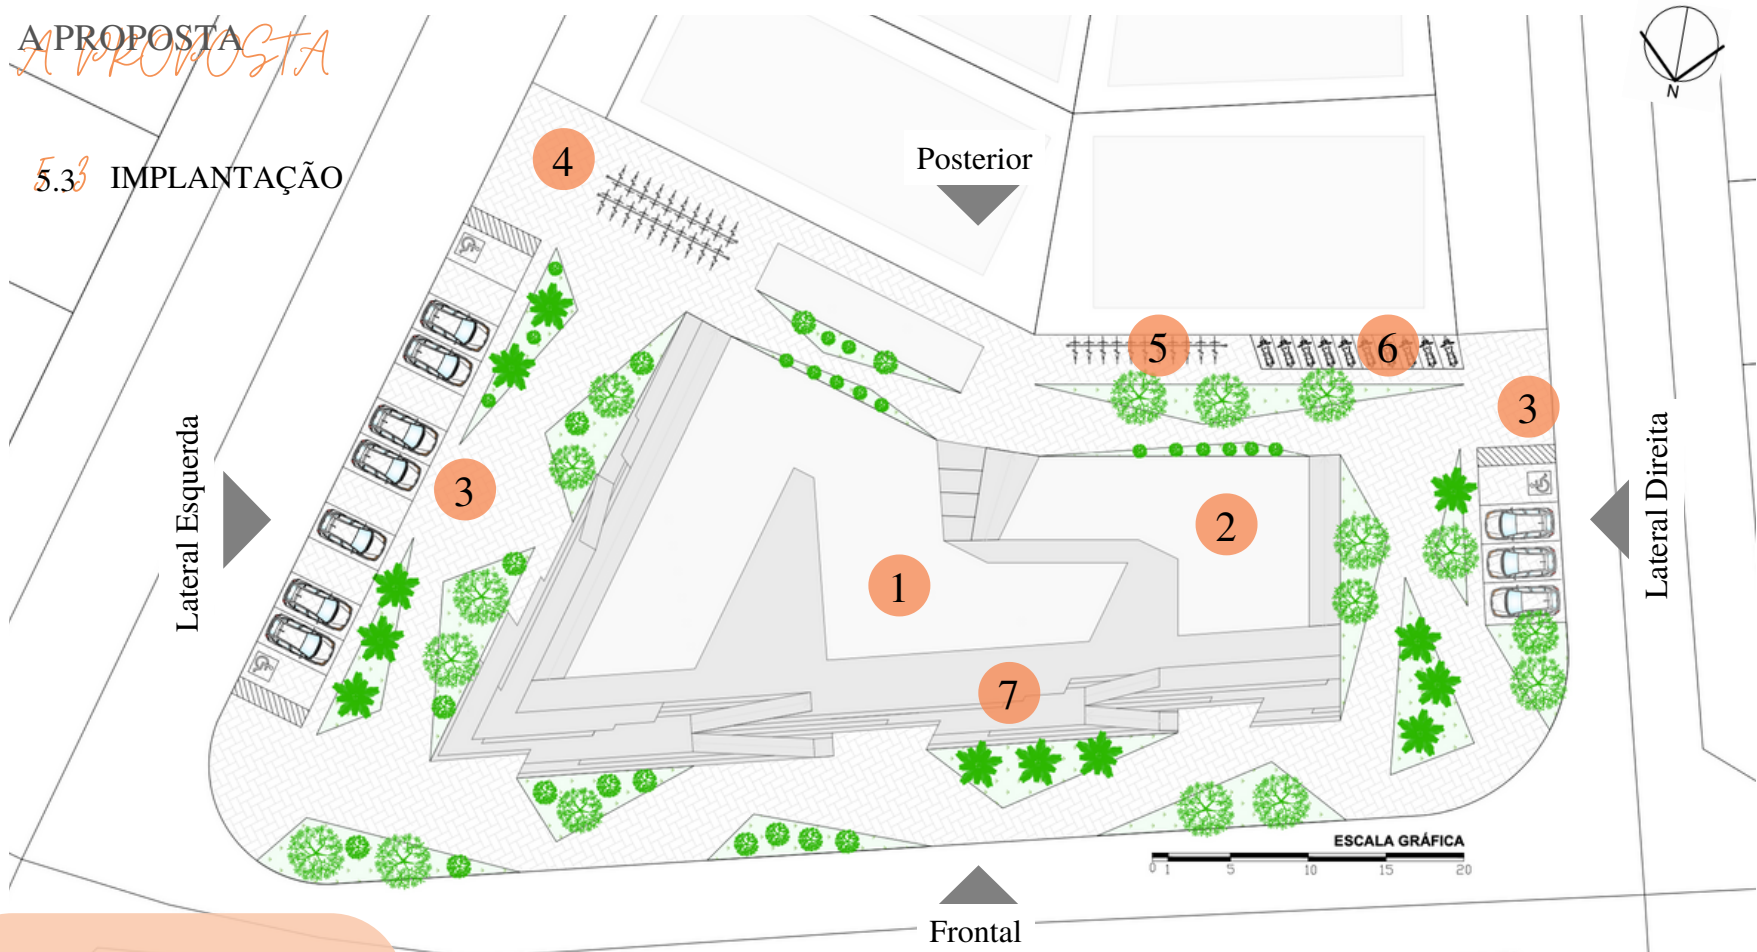 A PROPOSTA
A PROPOSTA
5.3
5.3 IMPLANTAÇÃO
N
4
Posterior
5
6
3
Lateral Esquerda
3
Lateral Direita
2
1
7
ESCALA GRÁFICA
0 1 5 10 15 20
Frontal